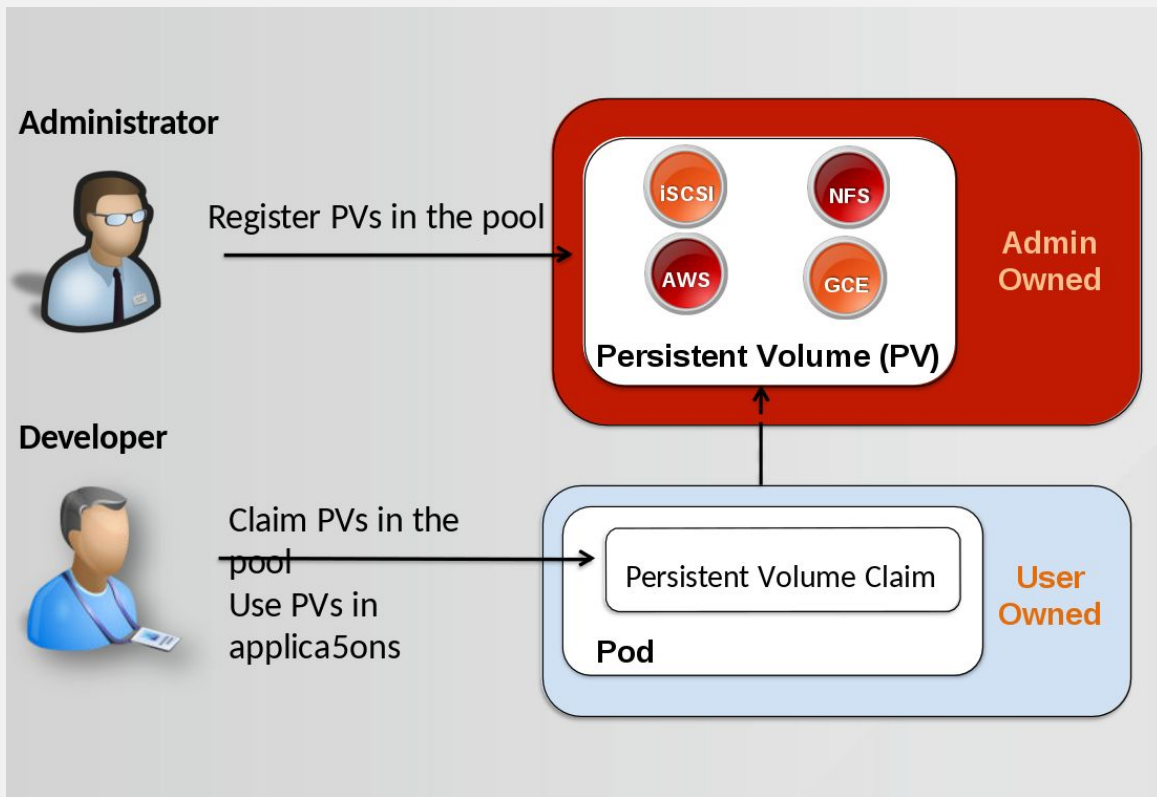 Administrator
Register PVs in the pool
iSCSI
NFS
AWS
GCE
Persistent Volume (PV)
Admin
Owned
Developer
Claim PVs in the
pool
Use PVs in
applica5ons
Persistent Volume Claim
Pod
User
Owned